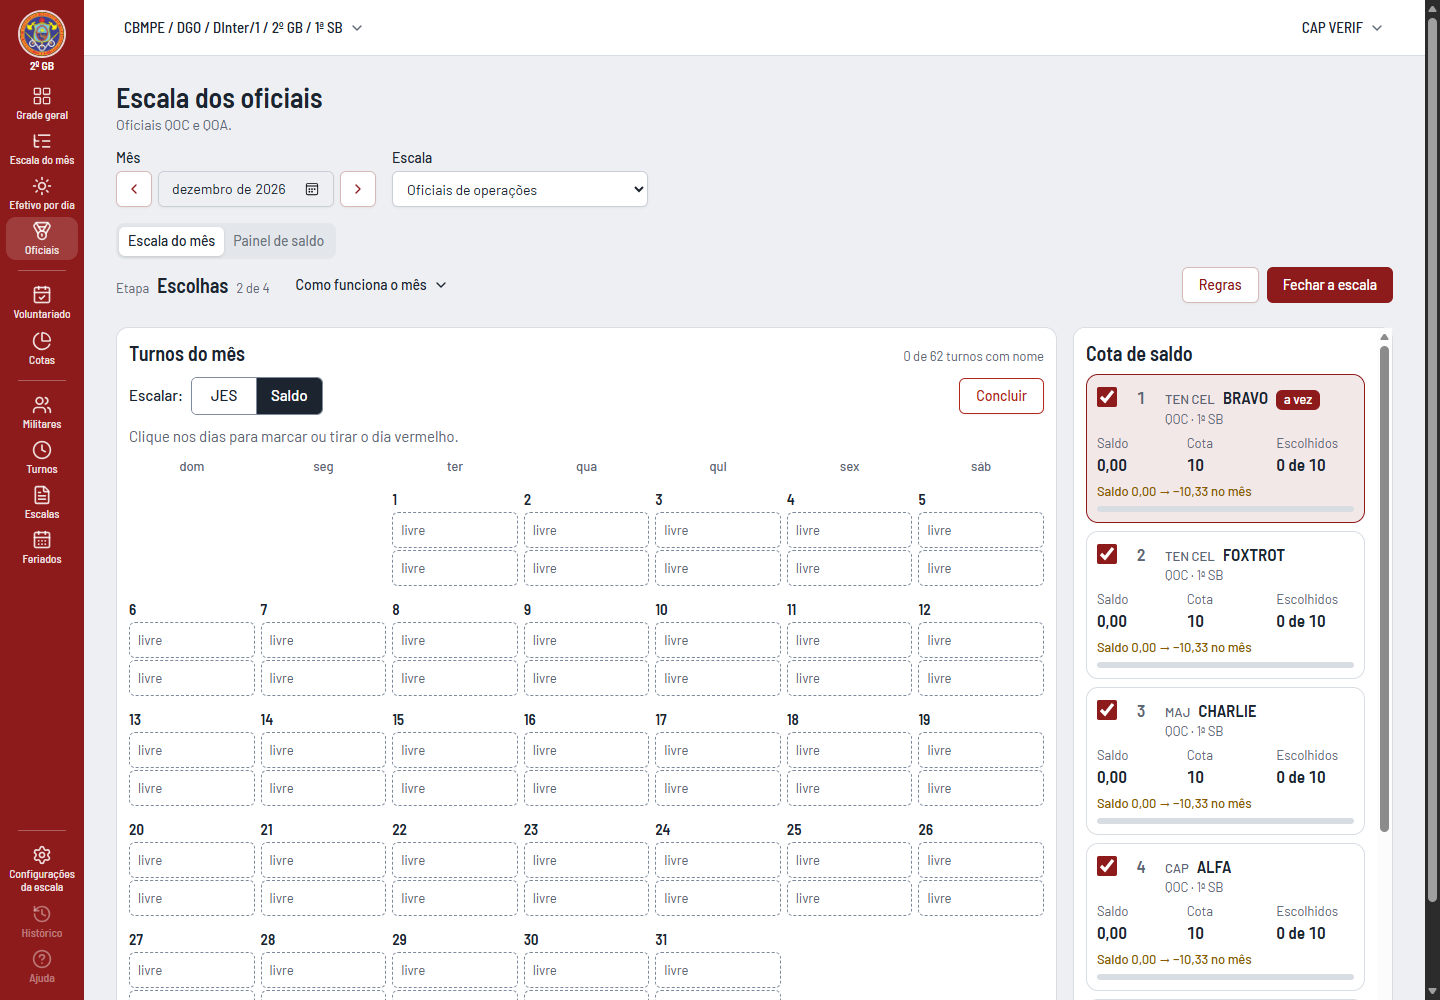 2º GB
Grade geral
Escala do mês
Efetivo por dia
Oficiais
Voluntariado
Cotas
Militares
Turnos
Escalas
Feriados
Configurações
da escala
Histórico
Ajuda
CBMPE / DGO / DInter/1 / 2º GB / 1ª SB
CAP VERIF
Escala dos oficiais
Oficiais QOC e QOA.
Mês
Escala
dezembro de 2026
Oficiais de operações
Escala do mês
Painel de saldo
Etapa Escolhas 2 de 4
Como funciona o mês
Regras
Fechar a escala
Turnos do mês
0 de 62 turnos com nome
Escalar: JES Saldo
Concluir
Clique nos dias para marcar ou tirar o dia vermelho.
dom seg ter qua qui sex sáb
1 2 3 4 5
livre livre livre livre livre
livre livre livre livre livre
6 7 8 9 10 11 12
livre livre livre livre livre livre livre
livre livre livre livre livre livre livre
13 14 15 16 17 18 19
livre livre livre livre livre livre livre
livre livre livre livre livre livre livre
20 21 22 23 24 25 26
livre livre livre livre livre livre livre
livre livre livre livre livre livre livre
27 28 29 30 31
livre livre livre livre livre
Cota de saldo
1 TEN CEL BRAVO a vez
QOC · 1ª SB
Saldo Cota Escolhidos
0,00 10 0 de 10
Saldo 0,00 → −10,33 no mês
2 TEN CEL FOXTROT
QOC · 1ª SB
Saldo Cota Escolhidos
0,00 10 0 de 10
Saldo 0,00 → −10,33 no mês
3 MAJ CHARLIE
QOC · 1ª SB
Saldo Cota Escolhidos
0,00 10 0 de 10
Saldo 0,00 → −10,33 no mês
4 CAP ALFA
QOC · 1ª SB
Saldo Cota Escolhidos
0,00 10 0 de 10
Saldo 0,00 → −10,33 no mês